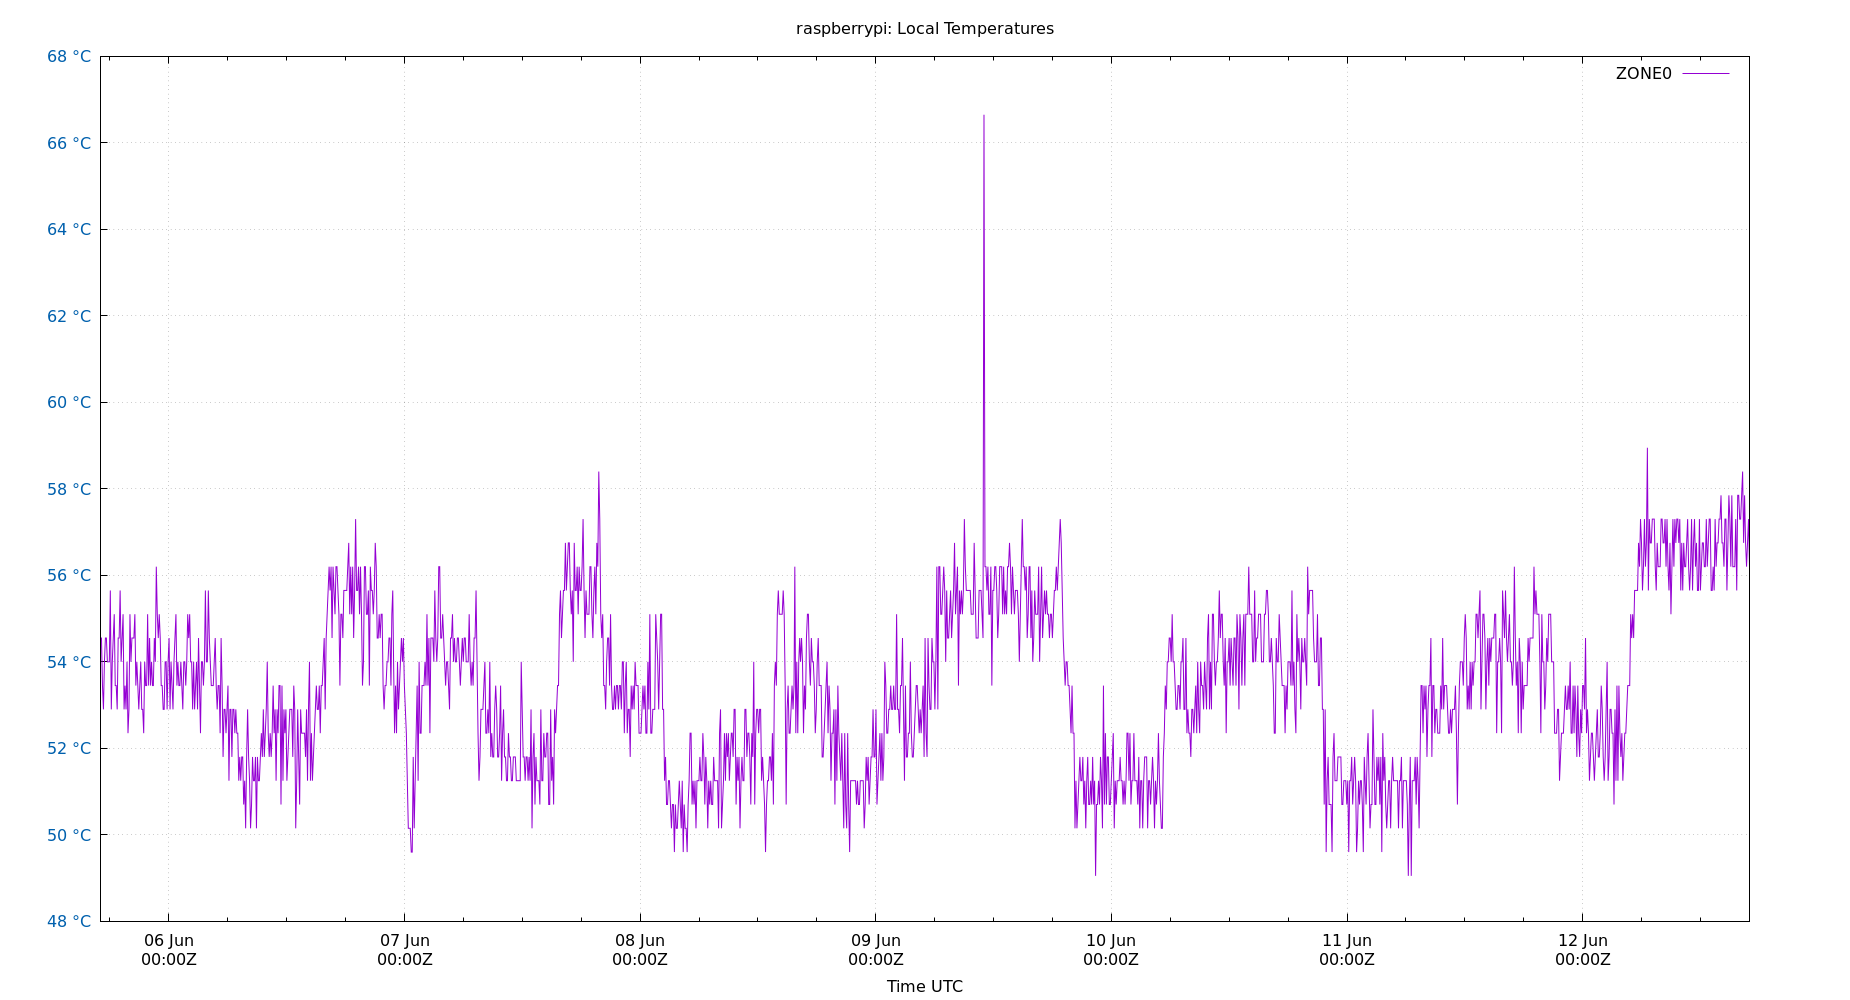 raspberrypi: Local Temperatures
68 °C
ZONE0
66 °C
64 °C
62 °C
60 °C
58 °C
56 °C
54 °C
52 °C
50 °C
48 °C
06 Jun 07 Jun 08 Jun 09 Jun 10 Jun 11 Jun 12 Jun
00:00Z 00:00Z 00:00Z 00:00Z 00:00Z 00:00Z 00:00Z
Time UTC